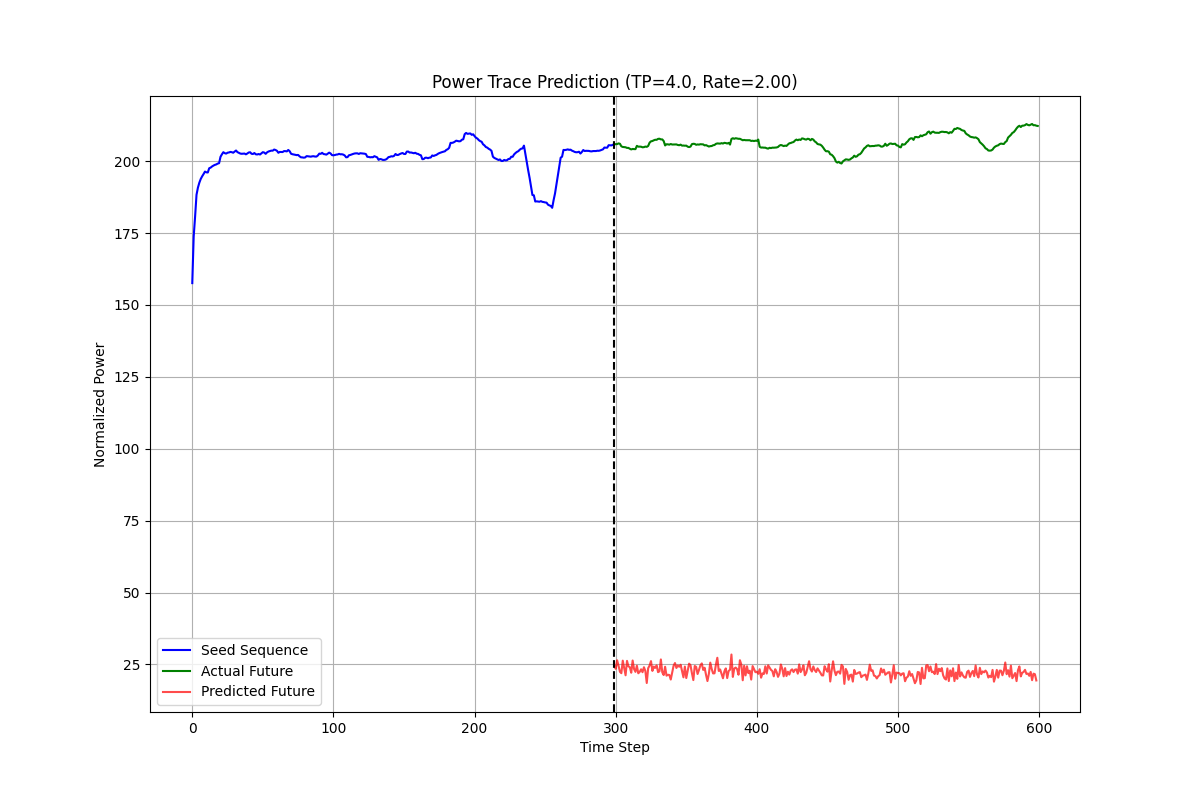 Power Trace Prediction (TP=4.0, Rate=2.00)
Normalized Power
200
175
150
125
100
75
50
25
Seed Sequence
Actual Future
Predicted Future
0
100
200
300
400
500
600
Time Step